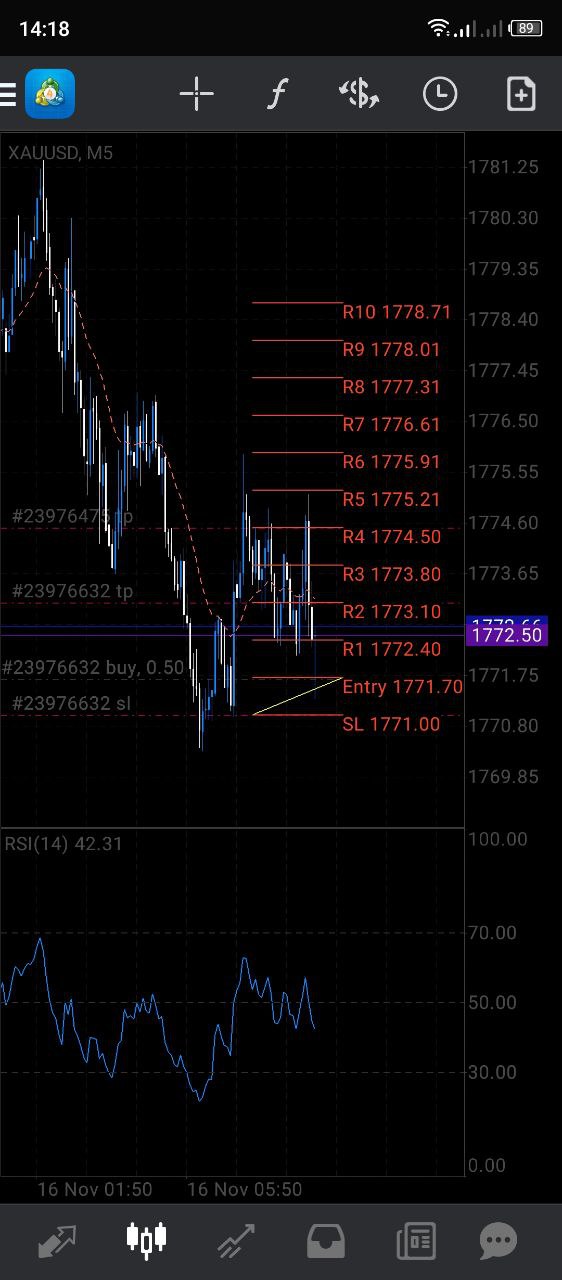 14:18
89
XAUUSD, M5
1781.25
1780.30
1779.35
R10 1778.71
1778.40
R9 1778.01
1777.45
R8 1777.31
R7 1776.61
1776.50
R6 1775.91
1775.55
R5 1775.21
#23976475 tp
1774.60
R4 1774.50
R3 1773.80
1773.65
#23976632 tp
R2 1773.10
1772.50
R1 1772.40
#23976632 buy, 0.50
1771.75
Entry 1771.70
#23976632 sl
SL 1771.00
1770.80
1769.85
RSI(14) 42.31
100.00
70.00
50.00
30.00
0.00
16 Nov 01:50
16 Nov 05:50